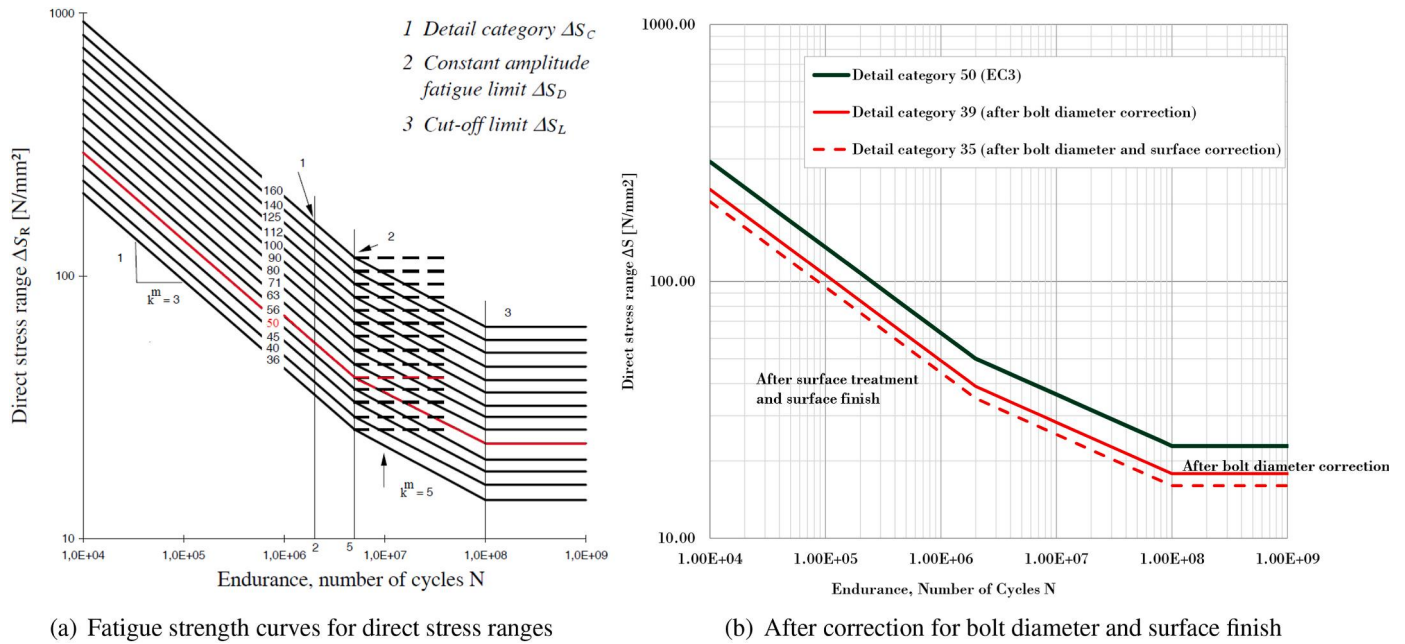 1000
100
10
Direct stress range ΔS_R [N/mm²]
1 Detail category ΔS_C
2 Constant amplitude
fatigue limit ΔS_D
3 Cut-off limit ΔS_L
1
2
3
160
140
125
112
100
90
80
71
63
56
50
45
40
36
1
m
k = 3
m
k = 5
1,0E+04
1,0E+05
1,0E+06
2
5
1,0E+07
1,0E+08
1,0E+09
Endurance, number of cycles N
(a) Fatigue strength curves for direct stress ranges
1000.00
100.00
10.00
Direct stress range ΔS [N/mm2]
Detail category 50 (EC3)
Detail category 39 (after bolt diameter correction)
Detail category 35 (after bolt diameter and surface correction)
After surface treatment
and surface finish
After bolt diameter correction
1.00E+04
1.00E+05
1.00E+06
1.00E+07
1.00E+08
1.00E+09
Endurance, Number of Cycles N
(b) After correction for bolt diameter and surface finish